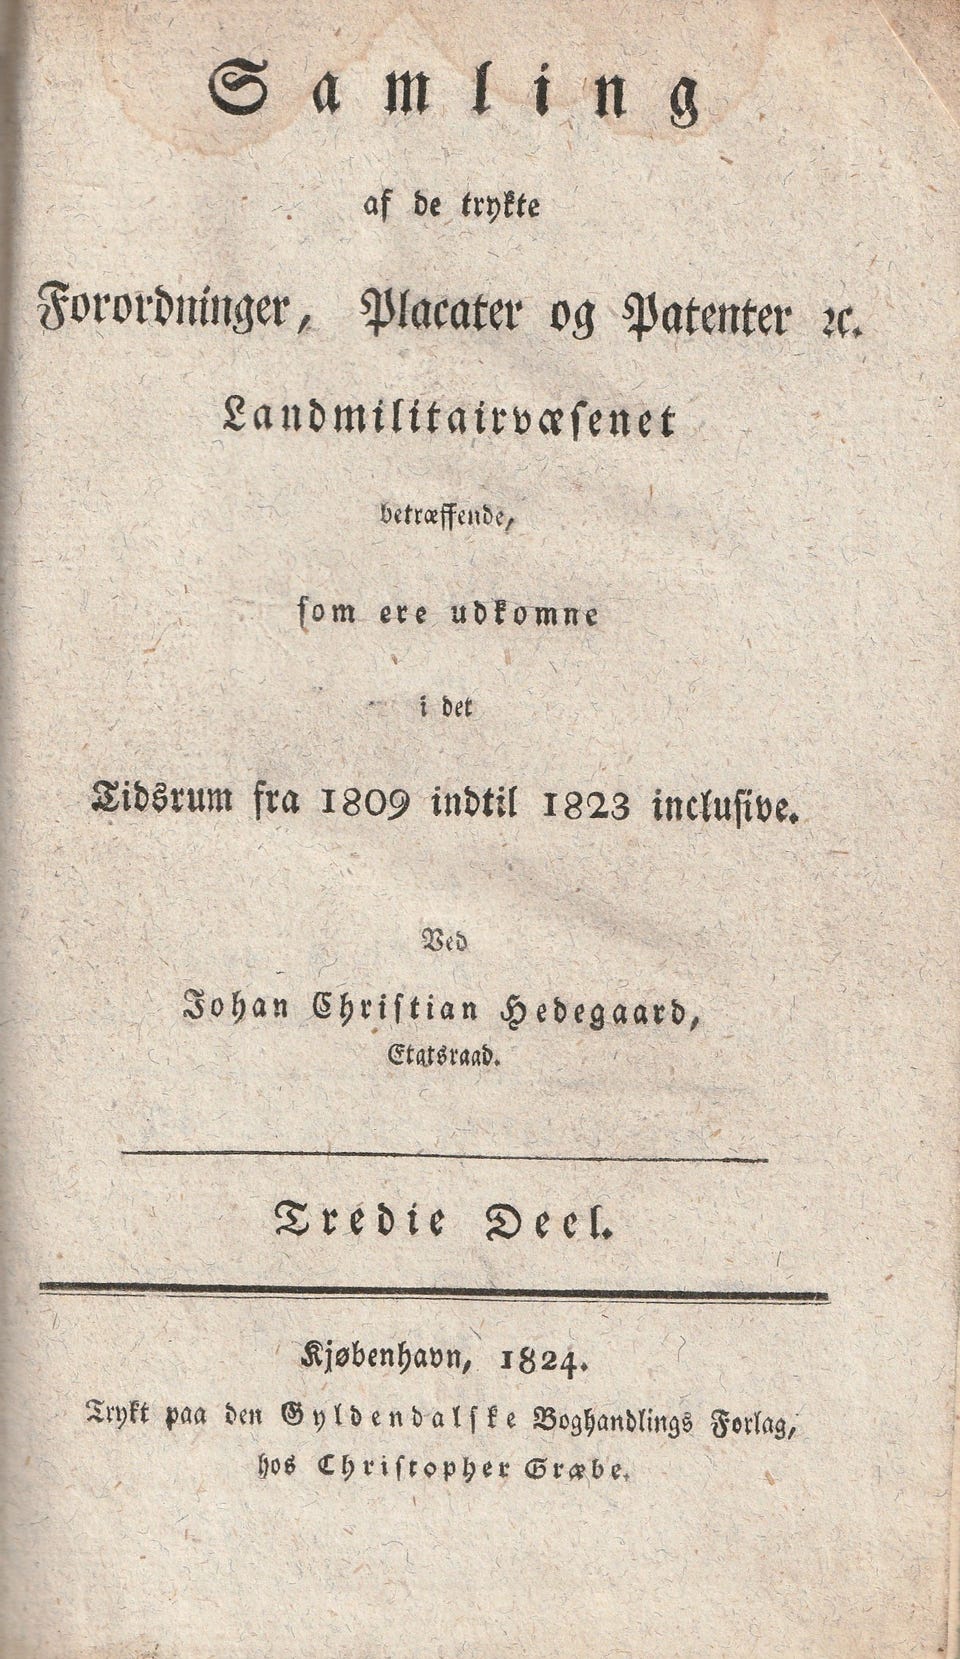 Samling
af de trykte
Forordninger, Placater og Patenter ꝛc.
Landmilitairvæsenet
betræffende,
som ere udkomne
i det
Tidsrum fra 1809 indtil 1823 inclusive.
Ved
Johan Christian Hedegaard,
Etatsraad.
Tredie Deel.
Kjøbenhavn, 1824.
Trykt paa den Gyldendalske Boghandlings Forlag,
hos Christopher Græbe.